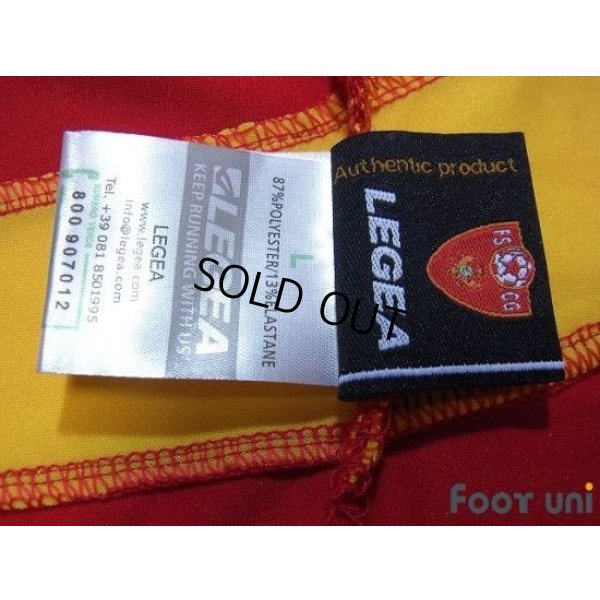 Authentic product
LEGEA
FS CG
L
87%POLYESTER/13%ELASTANE
LEGEA
KEEP RUNNING WITH US
LEGEA
www.legea.com
info@legea.com
Tel. +39 081 8501995
800 907012
SOLD OUT
FOOT UNI